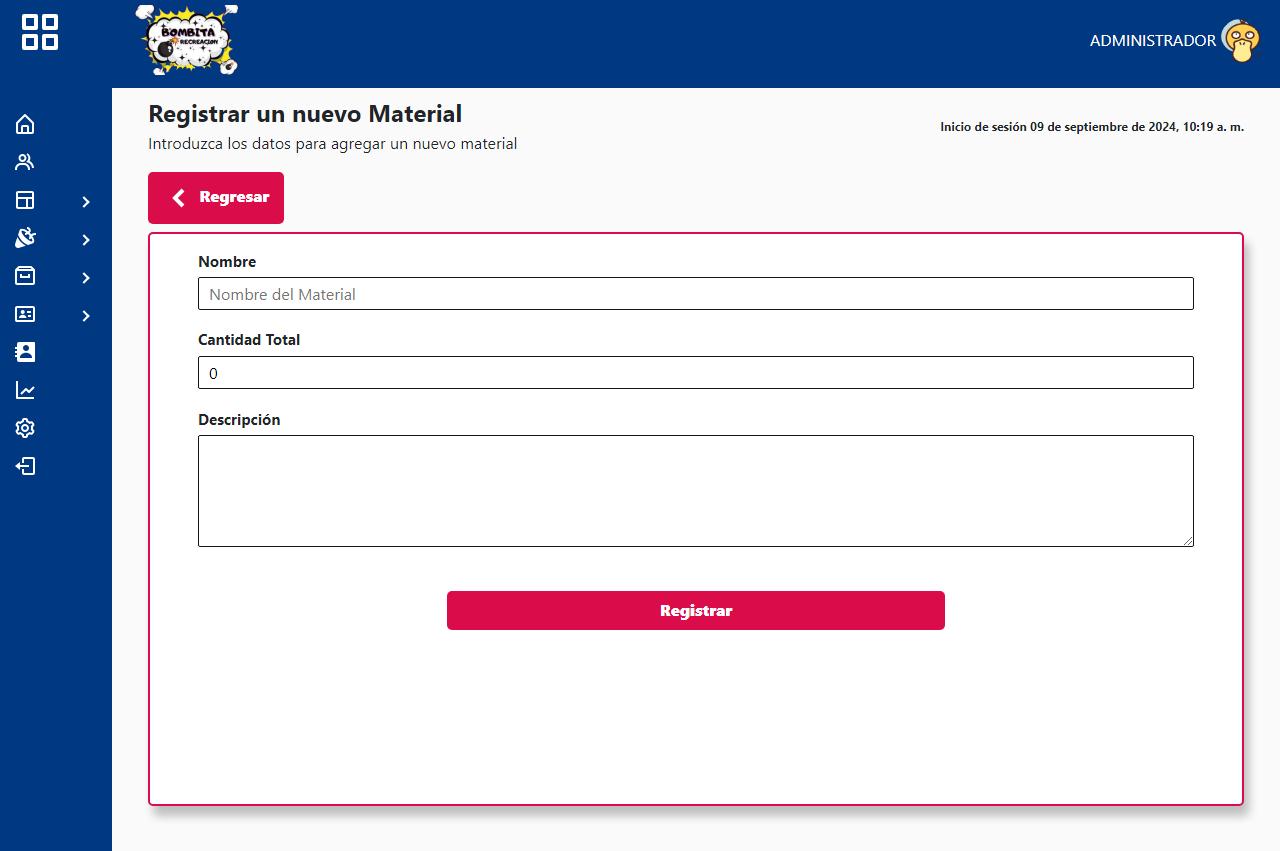 BOMBITA
RECREACION
ADMINISTRADOR
Registrar un nuevo Material
Introduzca los datos para agregar un nuevo material
Inicio de sesión 09 de septiembre de 2024, 10:19 a. m.
Regresar
Nombre
Nombre del Material
Cantidad Total
0
Descripción
Registrar